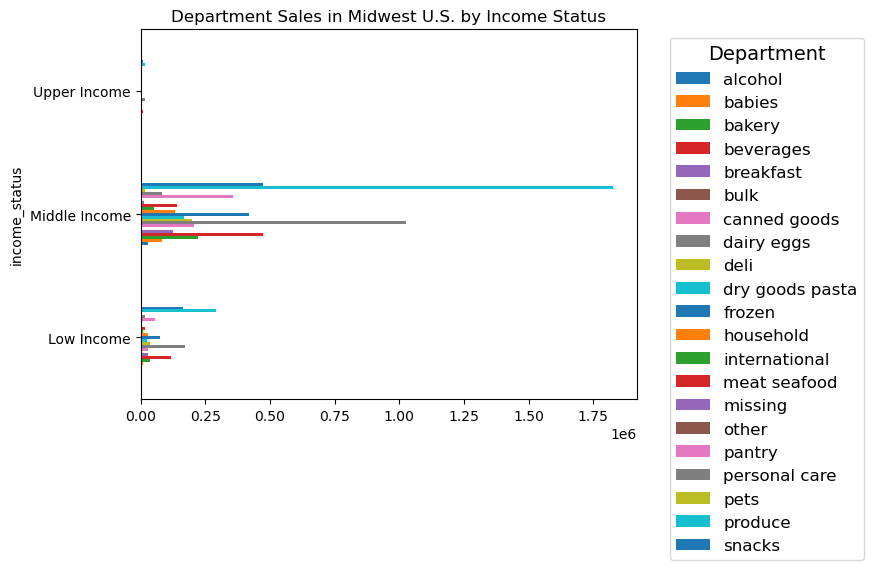 Department Sales in Midwest U.S. by Income Status
income_status
Upper Income
Middle Income
Low Income
0.00 0.25 0.50 0.75 1.00 1.25 1.50 1.75
1e6
Department
alcohol
babies
bakery
beverages
breakfast
bulk
canned goods
dairy eggs
deli
dry goods pasta
frozen
household
international
meat seafood
missing
other
pantry
personal care
pets
produce
snacks